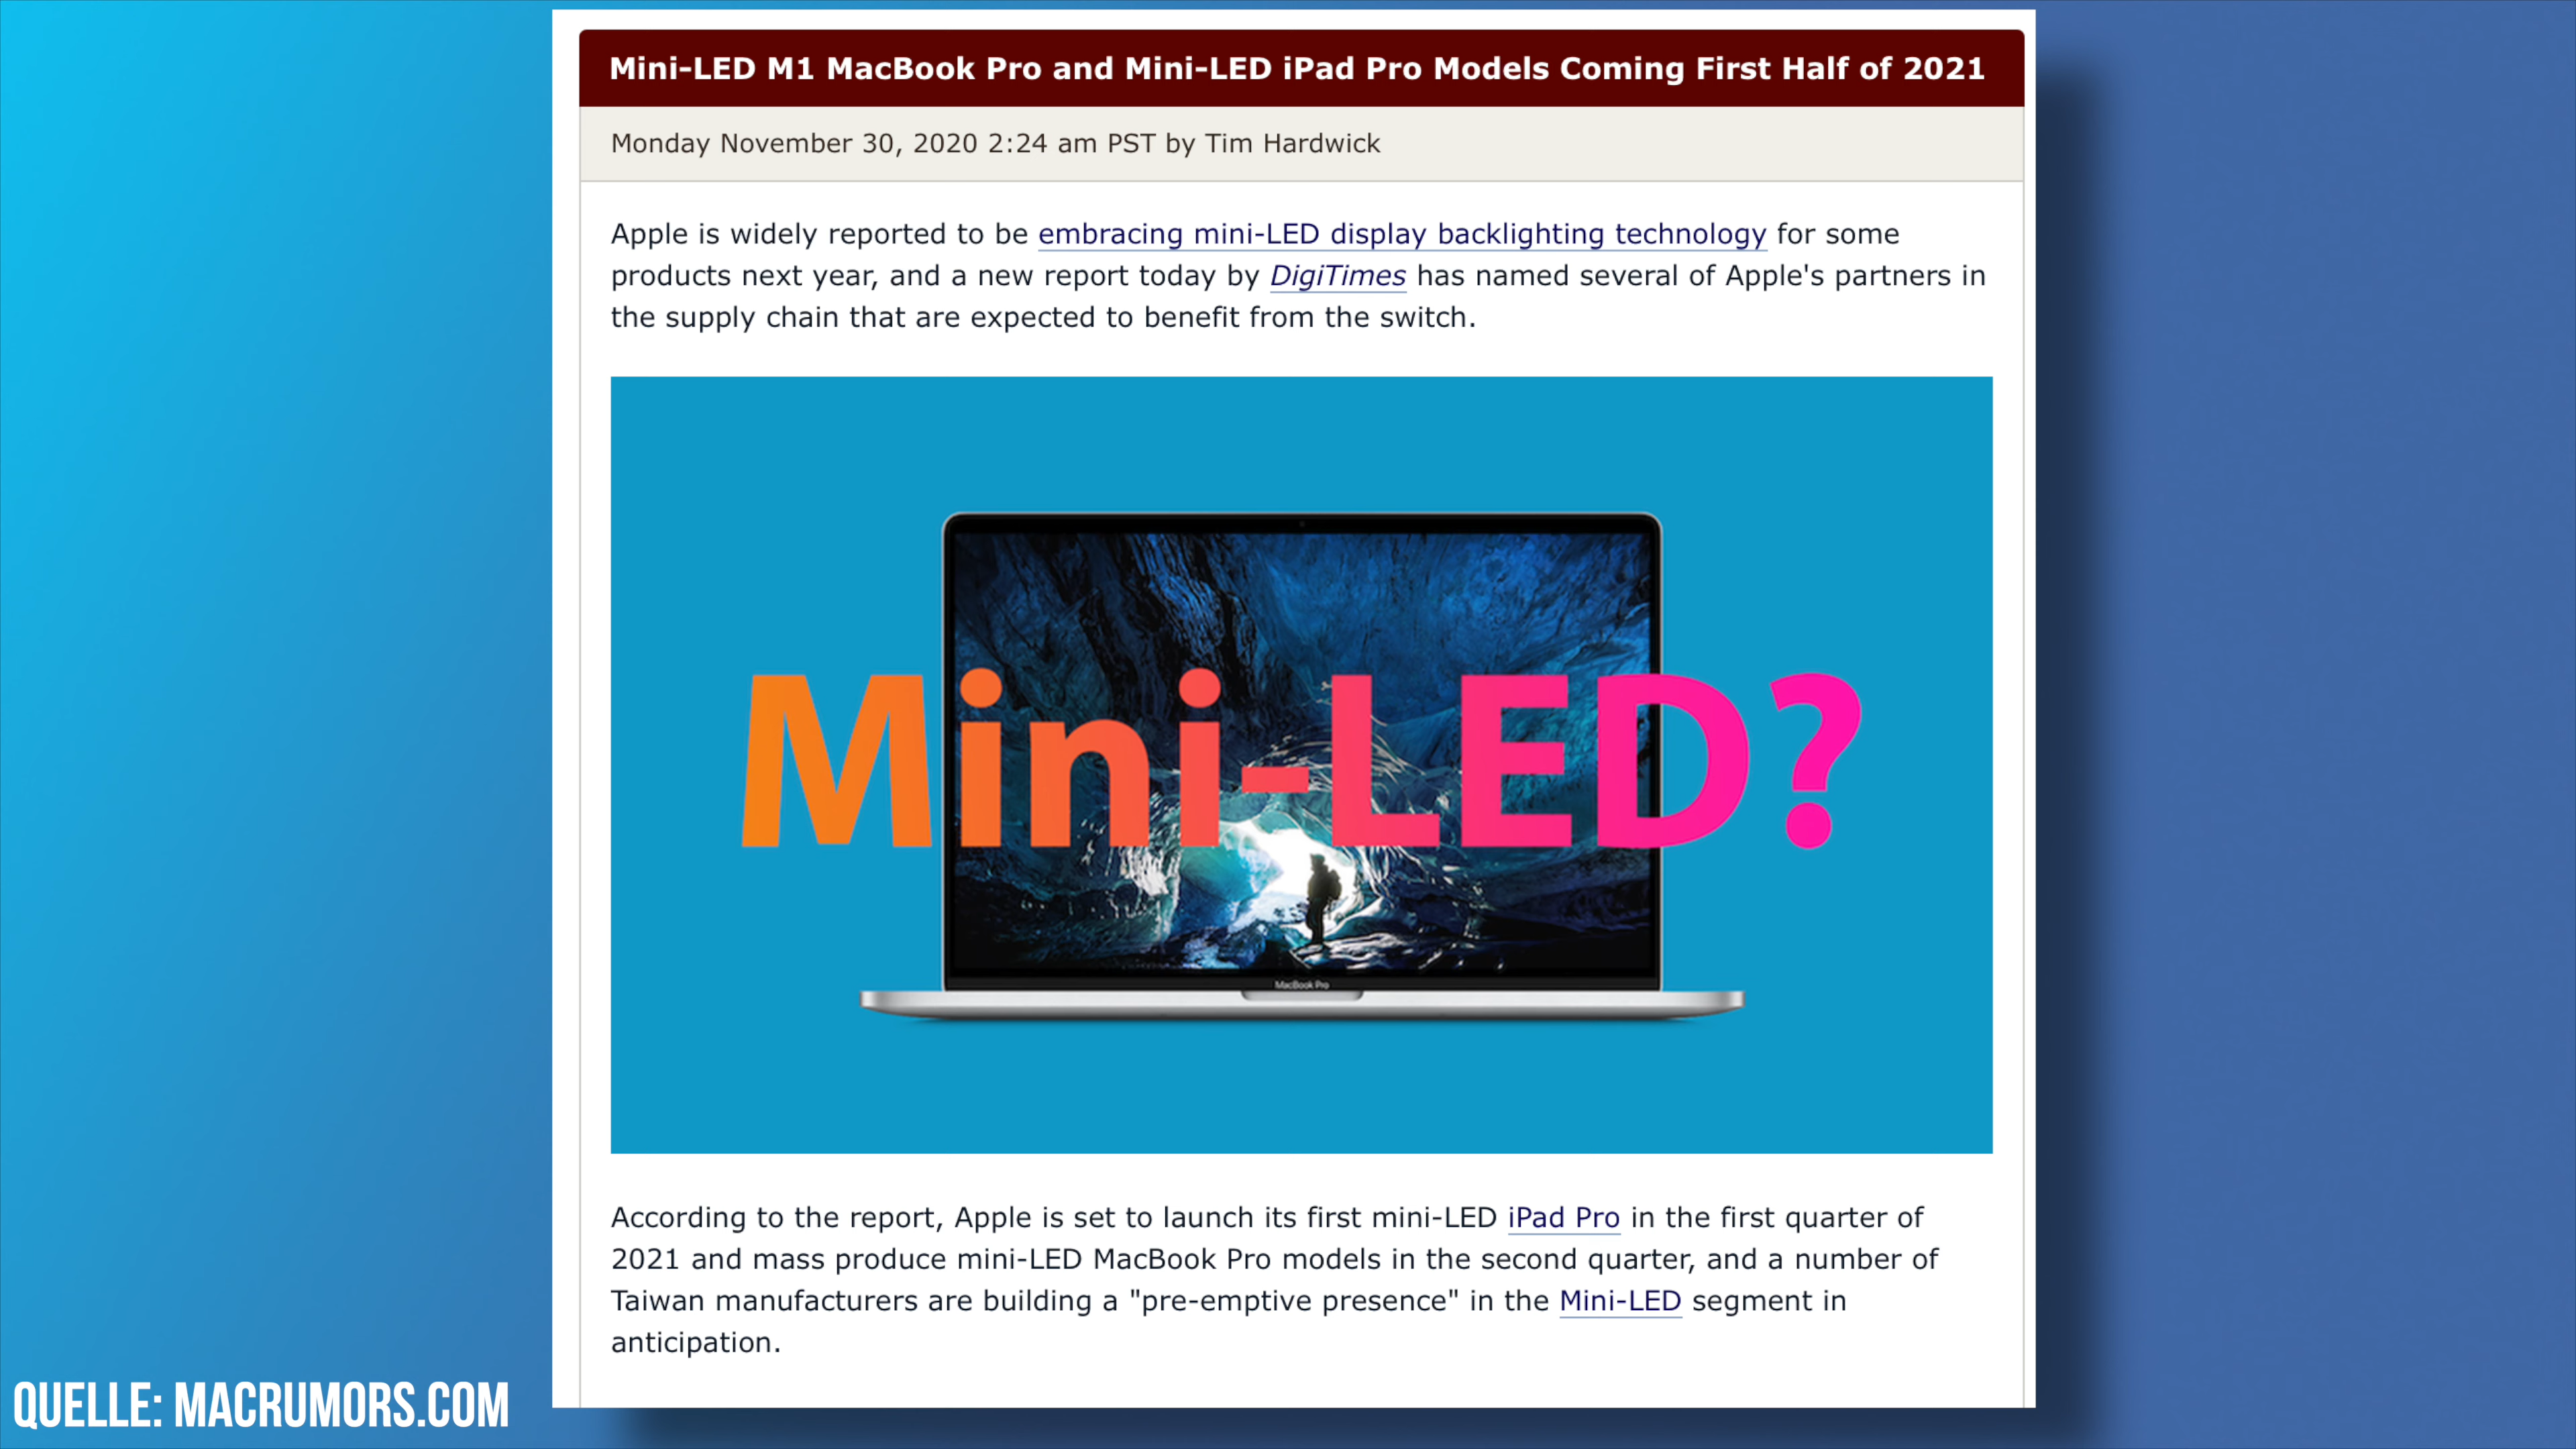 Mini-LED M1 MacBook Pro and Mini-LED iPad Pro Models Coming First Half of 2021
Monday November 30, 2020 2:24 am PST by Tim Hardwick
Apple is widely reported to be embracing mini-LED display backlighting technology for some
products next year, and a new report today by DigiTimes has named several of Apple's partners in
the supply chain that are expected to benefit from the switch.
Mini-LED?
MacBook Pro
According to the report, Apple is set to launch its first mini-LED iPad Pro in the first quarter of
2021 and mass produce mini-LED MacBook Pro models in the second quarter, and a number of
Taiwan manufacturers are building a "pre-emptive presence" in the Mini-LED segment in
anticipation.
QUELLE: MACRUMORS.COM